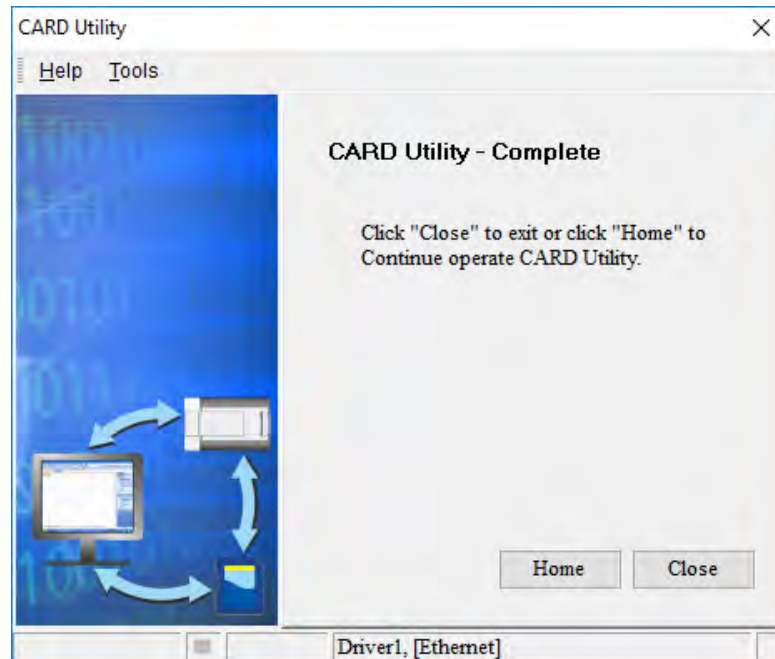 CARD Utility
Help Tools
CARD Utility - Complete
Click "Close" to exit or click "Home" to
Continue operate CARD Utility.
Home Close
Driver1, [Ethernet]